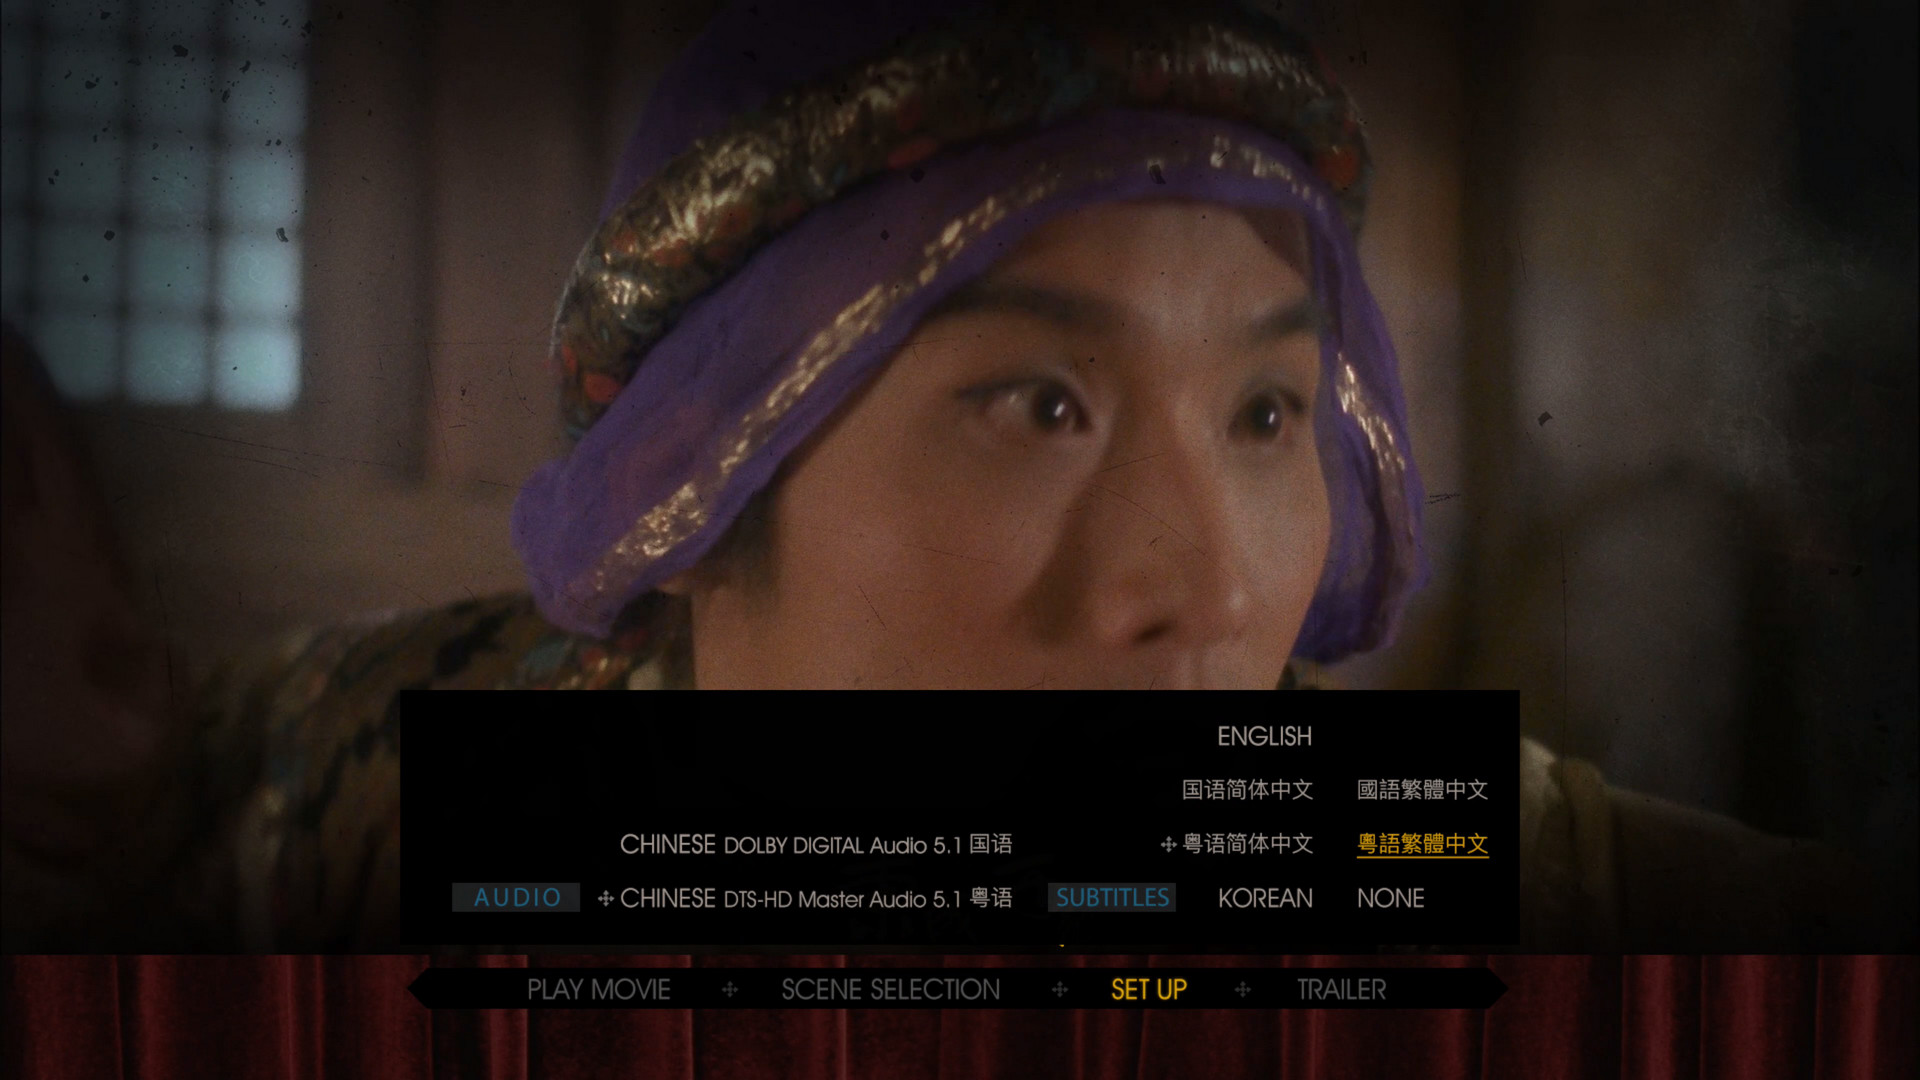 ENGLISH
国语简体中文 國語繁體中文
CHINESE DOLBY DIGITAL Audio 5.1 国语
粤语简体中文 粵語繁體中文
AUDIO CHINESE DTS-HD Master Audio 5.1 粤语
SUBTITLES KOREAN NONE
PLAY MOVIE SCENE SELECTION SET UP TRAILER